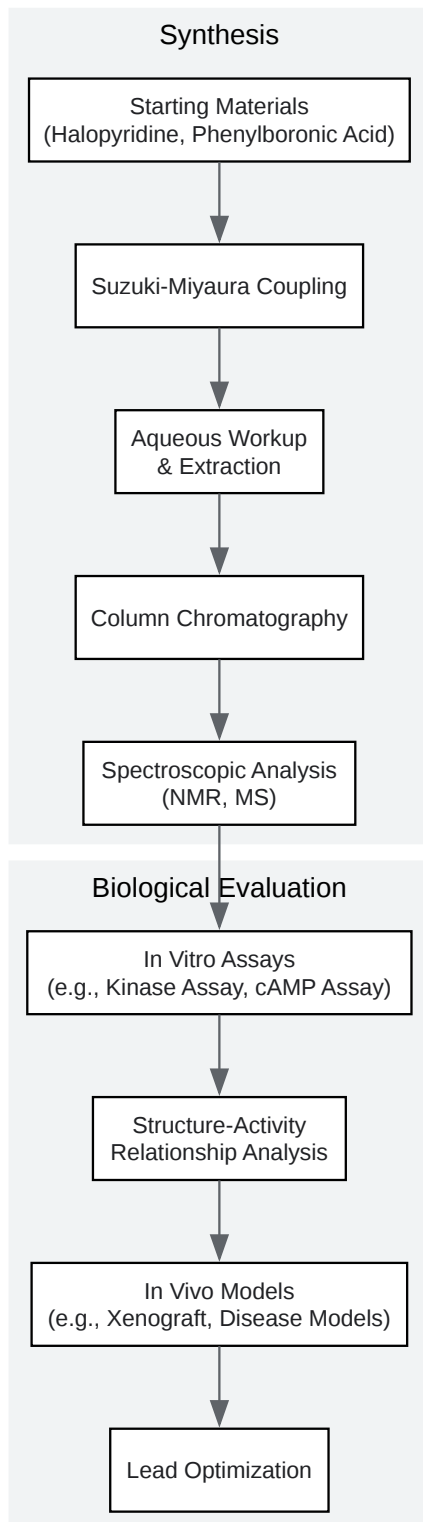 Synthesis
Starting Materials
(Halopyridine, Phenylboronic Acid)
Suzuki-Miyaura Coupling
Aqueous Workup
& Extraction
Column Chromatography
Spectroscopic Analysis
(NMR, MS)
Biological Evaluation
In Vitro Assays
(e.g., Kinase Assay, cAMP Assay)
Structure-Activity
Relationship Analysis
In Vivo Models
(e.g., Xenograft, Disease Models)
Lead Optimization